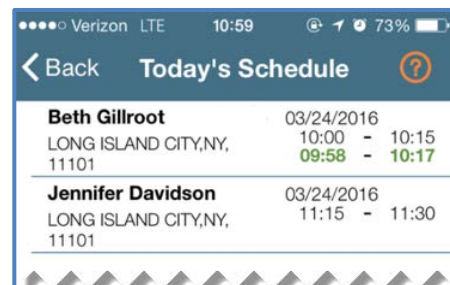 Verizon LTE 10:59 73%
Back Today's Schedule ?
Beth Gillroot 03/24/2016
LONG ISLAND CITY,NY, 10:00 - 10:15
11101 09:58 - 10:17
Jennifer Davidson 03/24/2016
LONG ISLAND CITY,NY, 11:15 - 11:30
11101